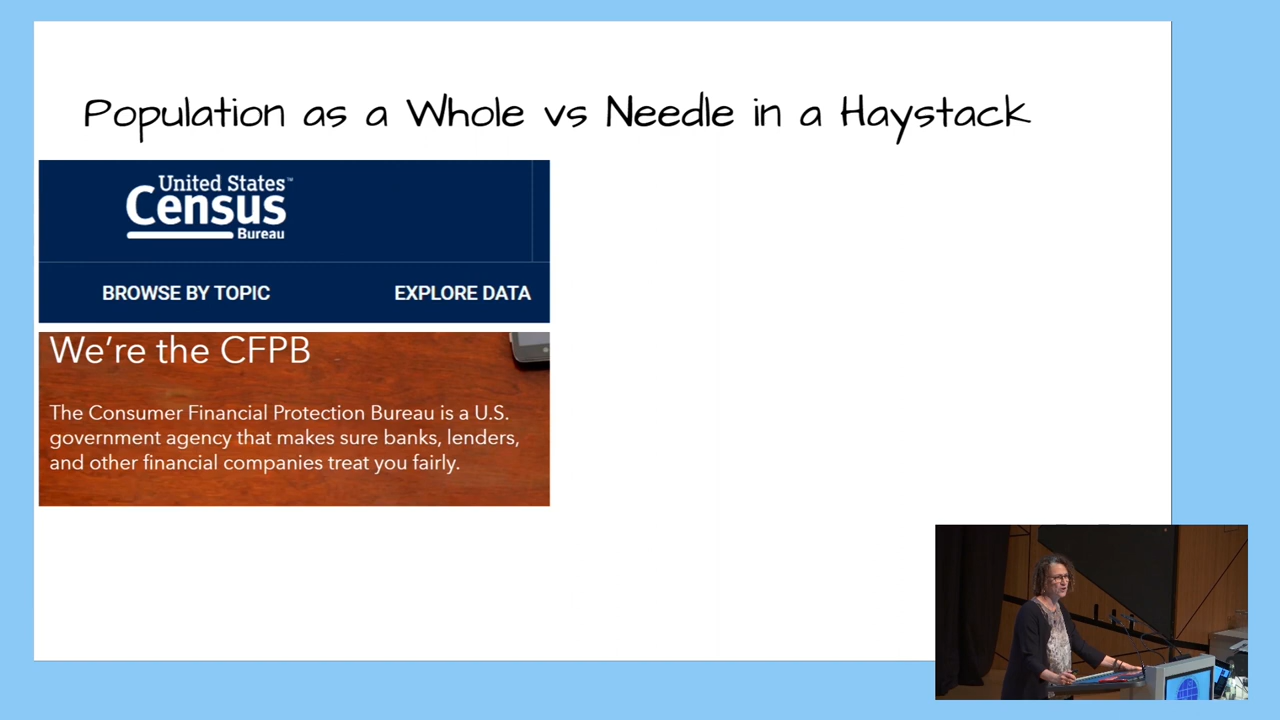 Population as a Whole vs Needle in a Haystack
United States™
Census
Bureau
BROWSE BY TOPIC EXPLORE DATA
We're the CFPB
The Consumer Financial Protection Bureau is a U.S.
government agency that makes sure banks, lenders,
and other financial companies treat you fairly.